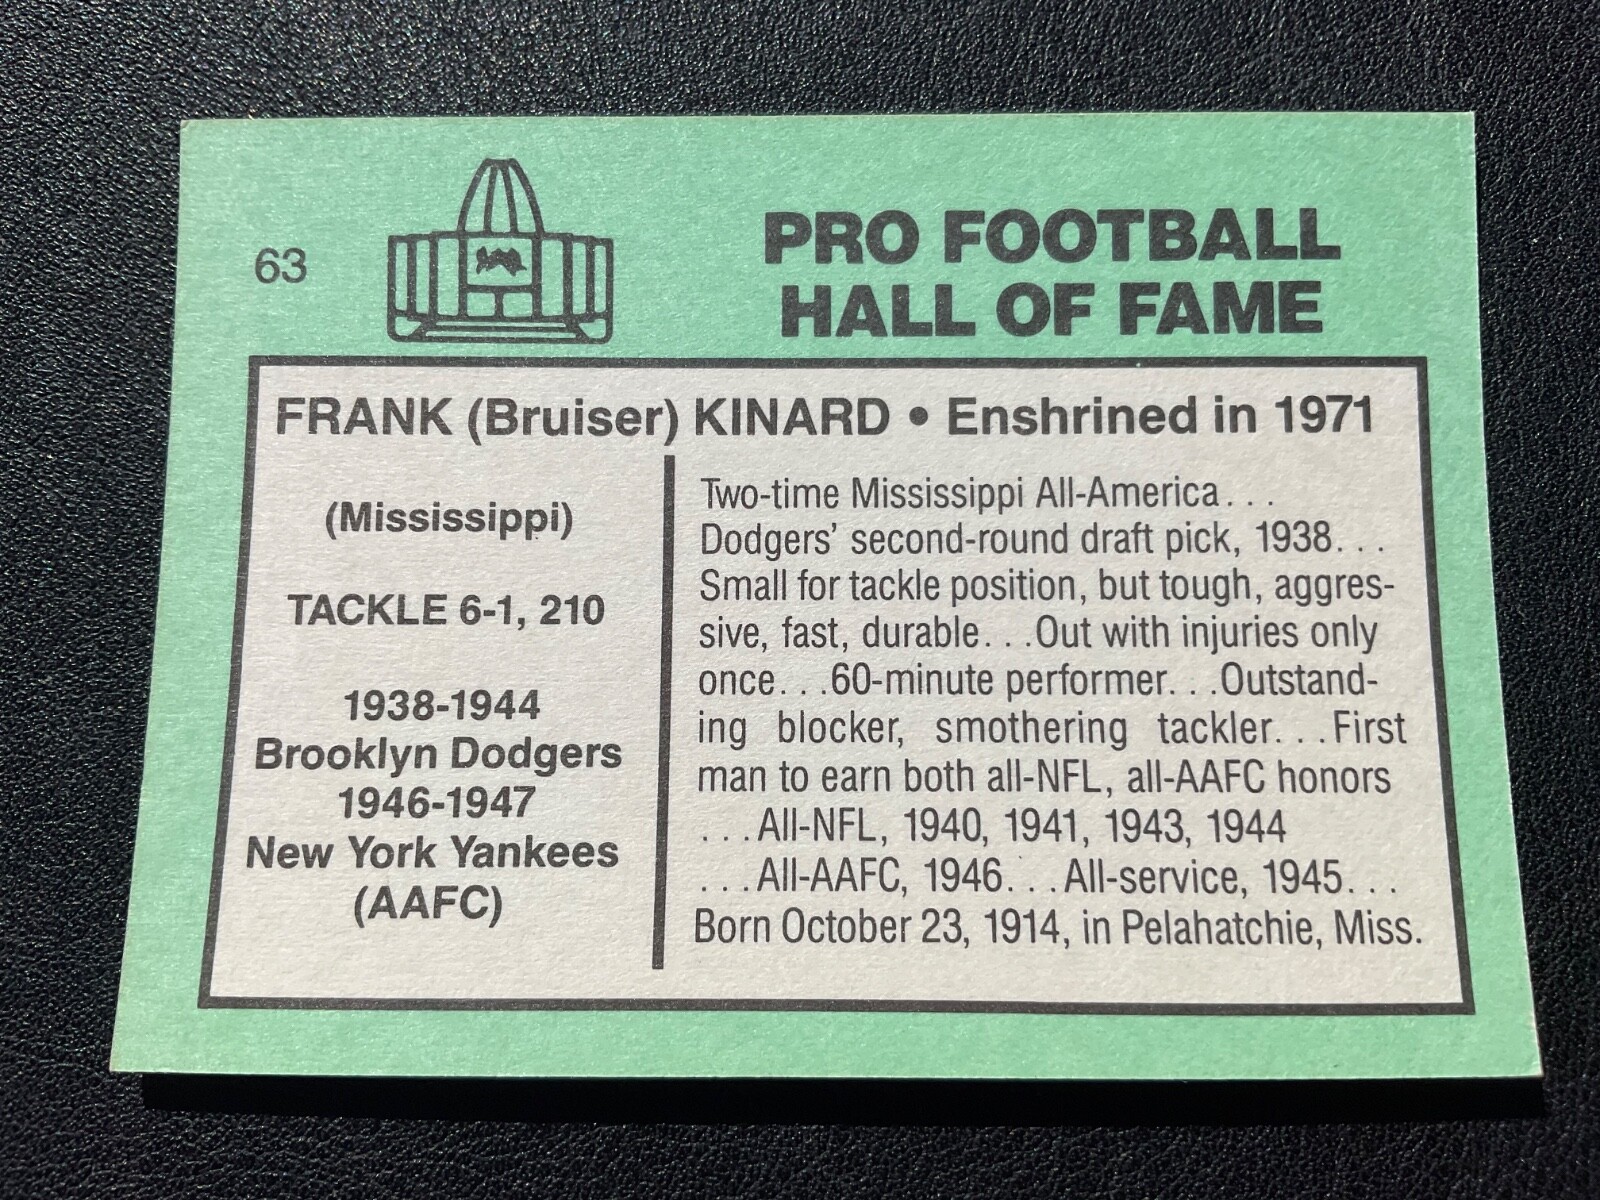 63
PRO FOOTBALL
HALL OF FAME
FRANK (Bruiser) KINARD • Enshrined in 1971
(Mississippi)
TACKLE 6-1, 210
1938-1944
Brooklyn Dodgers
1946-1947
New York Yankees
(AAFC)
Two-time Mississippi All-America...
Dodgers' second-round draft pick, 1938...
Small for tackle position, but tough, aggres-
sive, fast, durable...Out with injuries only
once...60-minute performer...Outstand-
ing blocker, smothering tackler...First
man to earn both all-NFL, all-AAFC honors
...All-NFL, 1940, 1941, 1943, 1944
...All-AAFC, 1946...All-service, 1945...
Born October 23, 1914, in Pelahatchie, Miss.